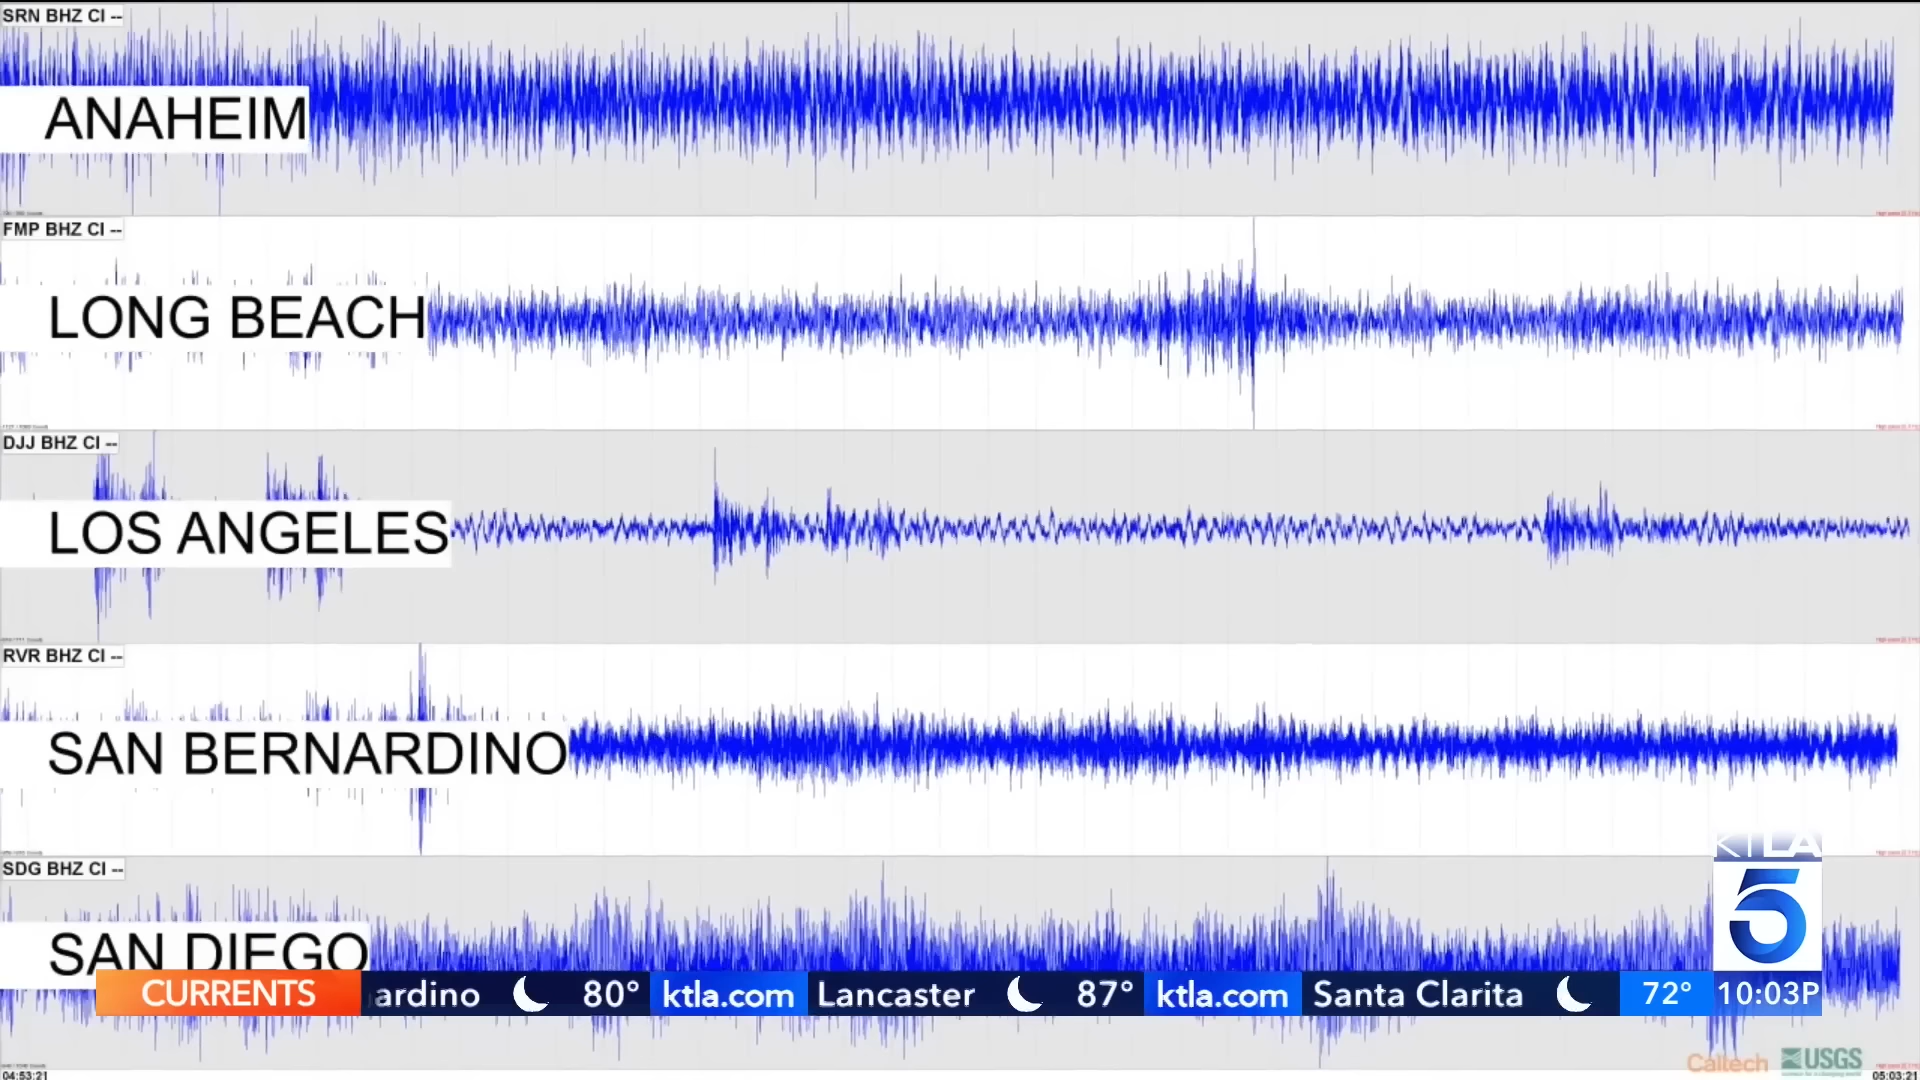 SRN BHZ CI --
ANAHEIM
FMP BHZ CI --
LONG BEACH
DJJ BHZ CI --
LOS ANGELES
RVR BHZ CI --
SAN BERNARDINO
SDG BHZ CI --
SAN DIEGO
KTLA
5
CURRENTS ardino 80° ktla.com Lancaster 87° ktla.com Santa Clarita 72° 10:03P
Caltech USGS
04:53:21 05:03:21